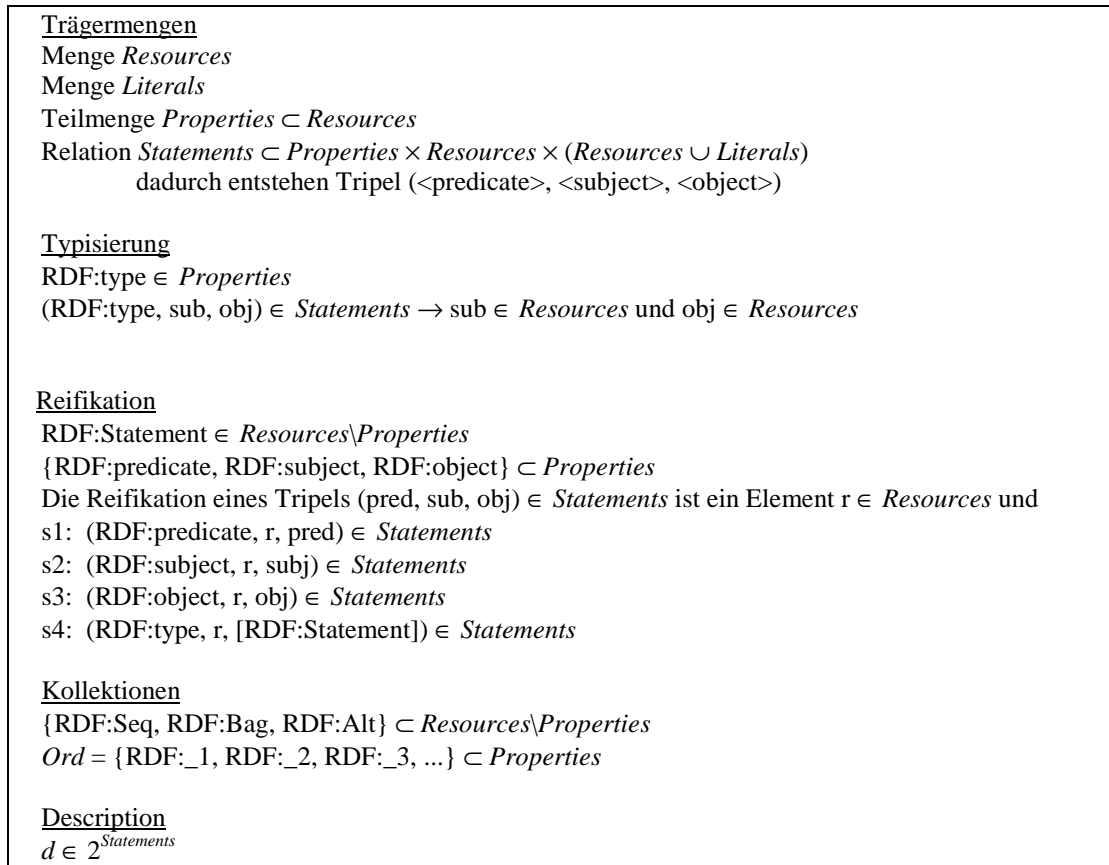 Trägermengen
Menge Resources
Menge Literals
Teilmenge Properties ⊂ Resources
Relation Statements ⊂ Properties × Resources × (Resources ∪ Literals)
dadurch entstehen Tripel (<predicate>, <subject>, <object>)
Typisierung
RDF:type ∈ Properties
(RDF:type, sub, obj) ∈ Statements → sub ∈ Resources und obj ∈ Resources
Reifikation
RDF:Statement ∈ Resources\Properties
{RDF:predicate, RDF:subject, RDF:object} ⊂ Properties
Die Reifikation eines Tripels (pred, sub, obj) ∈ Statements ist ein Element r ∈ Resources und
s1: (RDF:predicate, r, pred) ∈ Statements
s2: (RDF:subject, r, subj) ∈ Statements
s3: (RDF:object, r, obj) ∈ Statements
s4: (RDF:type, r, [RDF:Statement]) ∈ Statements
Kollektionen
{RDF:Seq, RDF:Bag, RDF:Alt} ⊂ Resources\Properties
Ord = {RDF:_1, RDF:_2, RDF:_3, ...} ⊂ Properties
Description
d ∈ 2^Statements